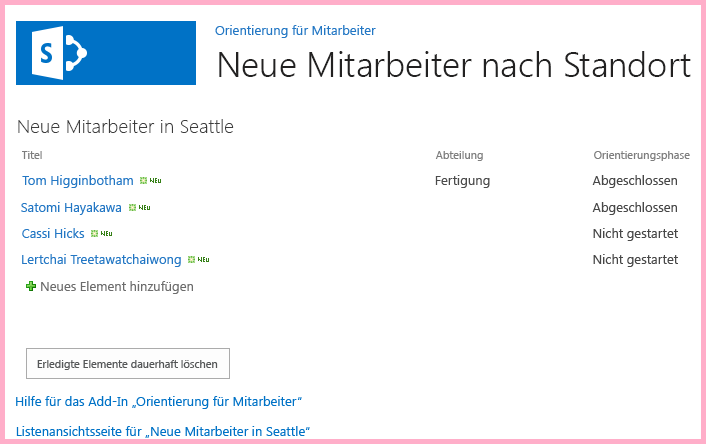 S
Orientierung für Mitarbeiter
Neue Mitarbeiter nach Standort
Neue Mitarbeiter in Seattle
Titel Abteilung Orientierungsphase
Tom Higginbotham NEU Fertigung Abgeschlossen
Satomi Hayakawa NEU Abgeschlossen
Cassi Hicks NEU Nicht gestartet
Lertchai Treetawatchaiwong NEU Nicht gestartet
Neues Element hinzufügen
Erledigte Elemente dauerhaft löschen
Hilfe für das Add-In „Orientierung für Mitarbeiter“
Listenansichtsseite für „Neue Mitarbeiter in Seattle“